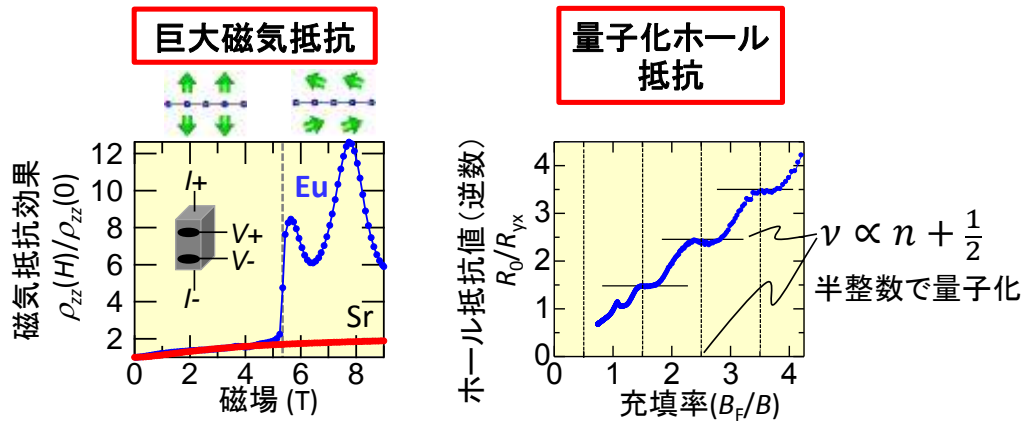 巨大磁気抵抗
磁気抵抗効果
ρzz(H)/ρzz(0)
12
10
8
6
4
2
I+
V+
V-
I-
Eu
Sr
0 2 4 6 8
磁場 (T)
量子化ホール
抵抗
ホール抵抗値（逆数）
R0/Ryx
4
3
2
1
0
0 1 2 3 4
充填率(BF/B)
ν ∝ n + 1/2
半整数で量子化